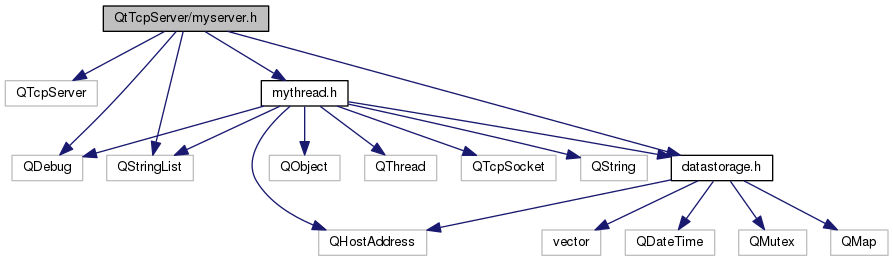 QtTcpServer/myserver.h
QTcpServer
mythread.h
QDebug
QStringList
QObject
QThread
QTcpSocket
QString
datastorage.h
QHostAddress
vector
QDateTime
QMutex
QMap